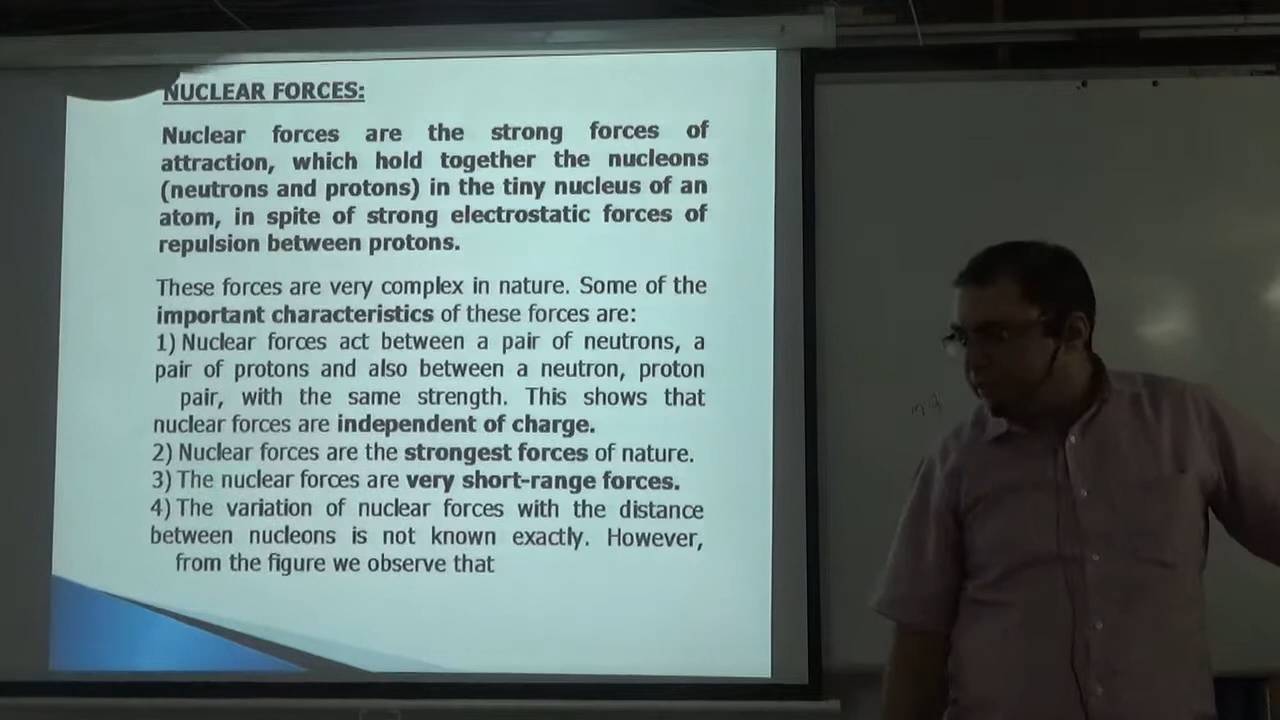 NUCLEAR FORCES:
Nuclear forces are the strong forces of
attraction, which hold together the nucleons
(neutrons and protons) in the tiny nucleus of an
atom, in spite of strong electrostatic forces of
repulsion between protons.
These forces are very complex in nature. Some of the
important characteristics of these forces are:
1) Nuclear forces act between a pair of neutrons, a
pair of protons and also between a neutron, proton
pair, with the same strength. This shows that
nuclear forces are independent of charge.
2) Nuclear forces are the strongest forces of nature.
3) The nuclear forces are very short-range forces.
4) The variation of nuclear forces with the distance
between nucleons is not known exactly. However,
from the figure we observe that